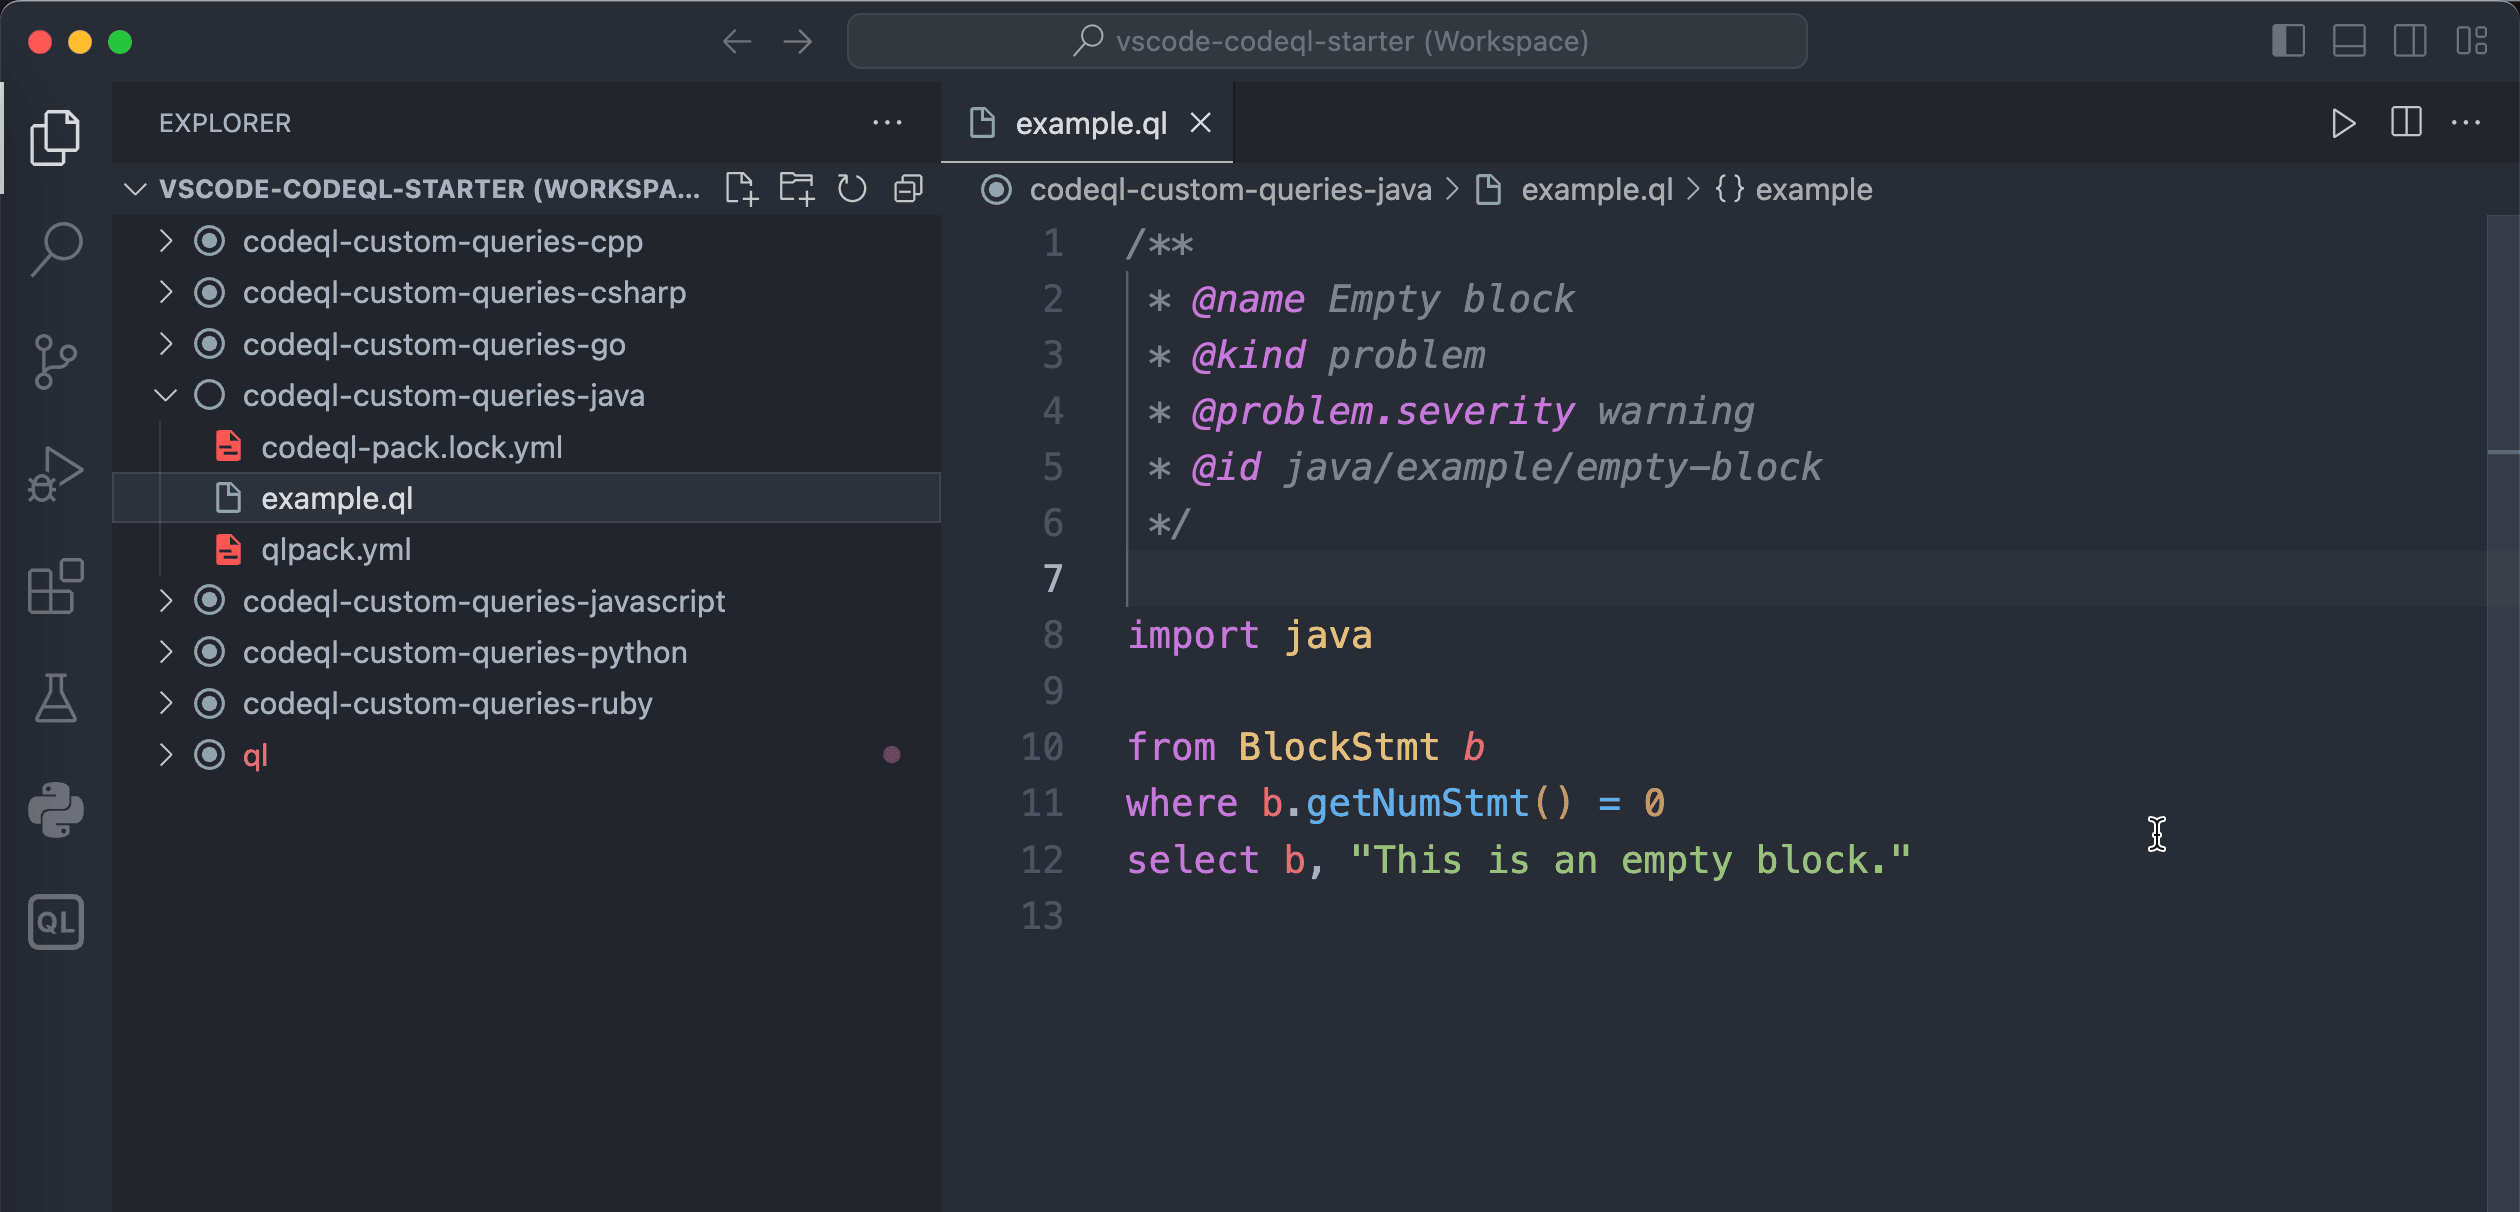 vscode-codeql-starter (Workspace)
EXPLORER
VSCODE-CODEQL-STARTER (WORKSPA...
codeql-custom-queries-cpp
codeql-custom-queries-csharp
codeql-custom-queries-go
codeql-custom-queries-java
codeql-pack.lock.yml
example.ql
qlpack.yml
codeql-custom-queries-javascript
codeql-custom-queries-python
codeql-custom-queries-ruby
ql
QL
example.ql
codeql-custom-queries-java > example.ql > {} example
1 /**
2  * @name Empty block
3  * @kind problem
4  * @problem.severity warning
5  * @id java/example/empty-block
6  */
7
8 import java
9
10 from BlockStmt b
11 where b.getNumStmt() = 0
12 select b, "This is an empty block."
13